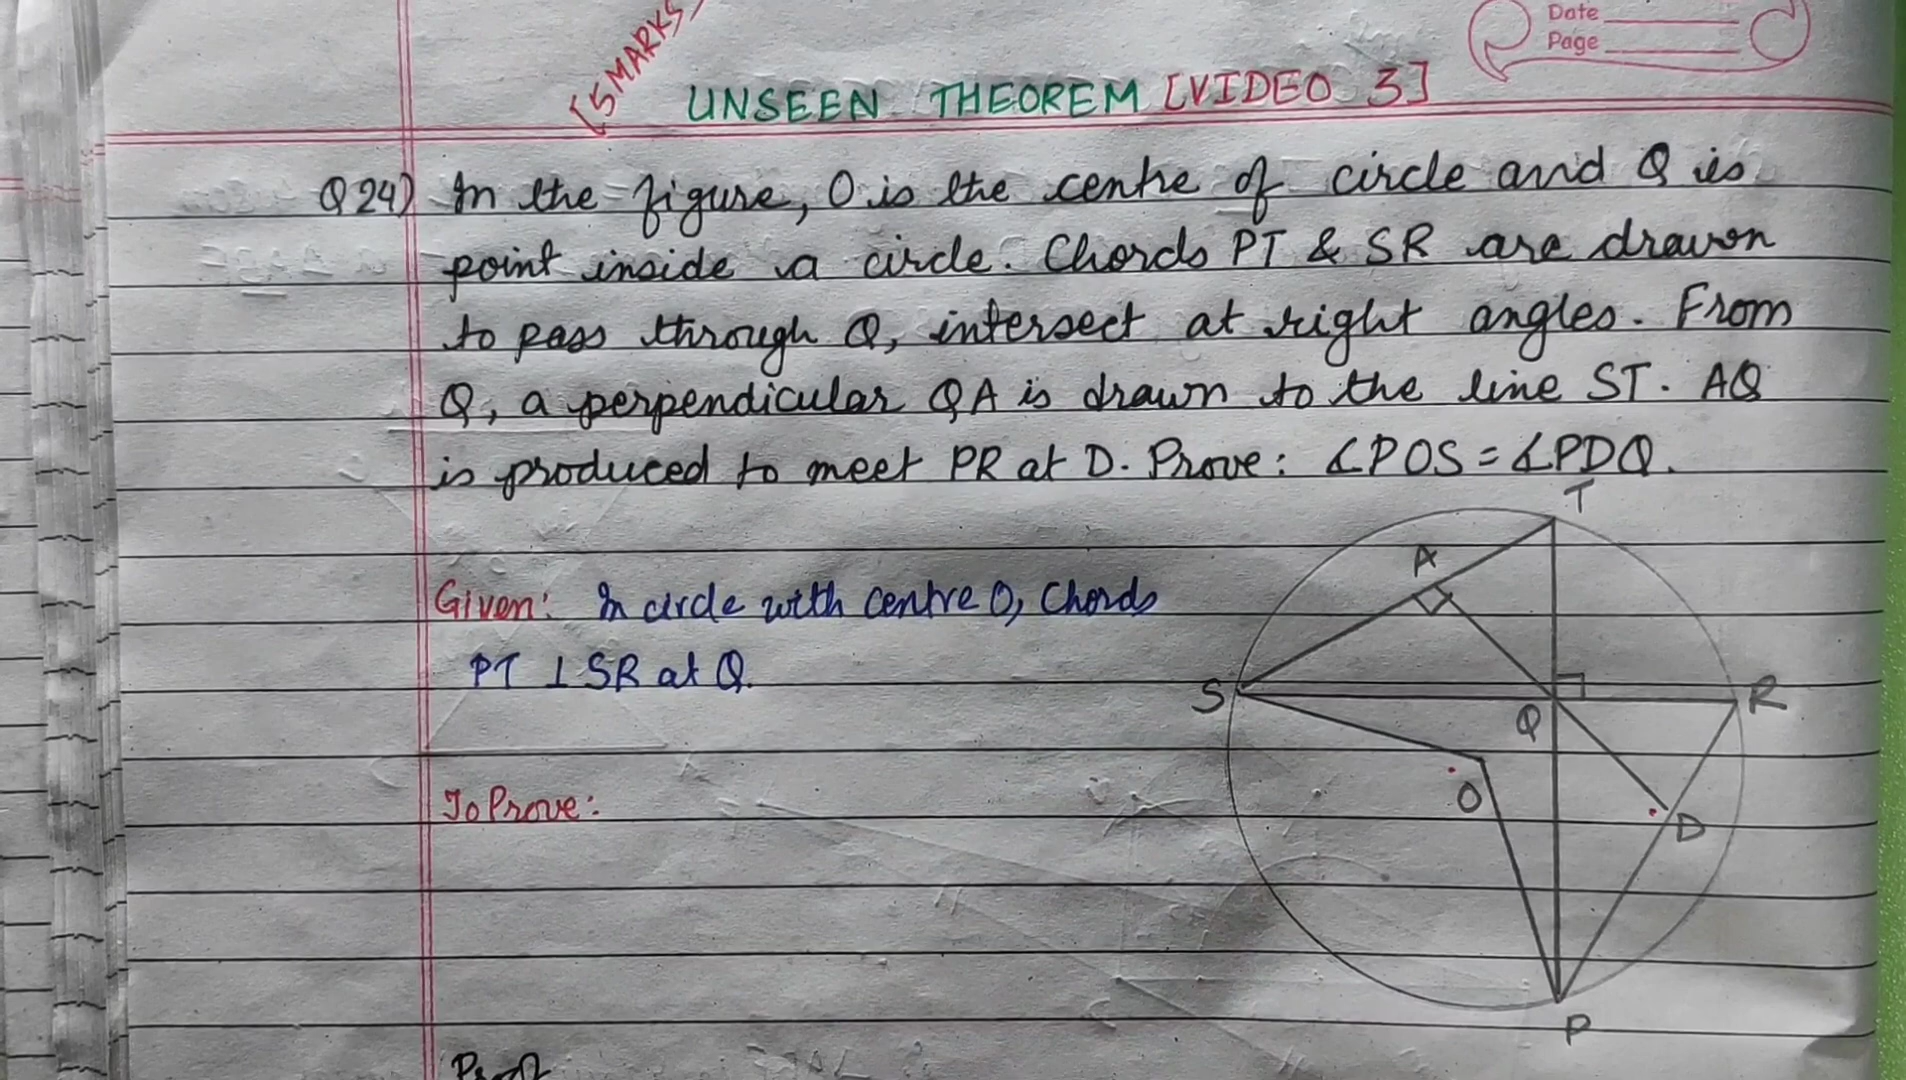 Date
Page
[5MARKS]
UNSEEN THEOREM [VIDEO 3]
Q24) In the figure, O is the centre of circle and Q is
point inside a circle. Chords PT & SR are drawn
to pass through Q, intersect at right angles. From
Q, a perpendicular QA is drawn to the line ST. AQ
is produced to meet PR at D. Prove: ∠POS = ∠PDQ.
T
A
Given: In circle with centre O, Chords
PT ⊥ SR at Q.
S
R
Q
To Prove:
O
D
P
Proof